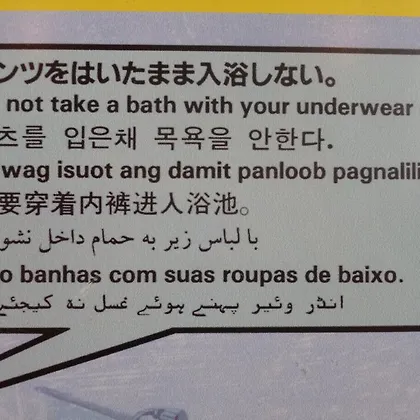 ンツをはいたまま入浴しない。
not take a bath with your underwear
츠를 입은채 목욕을 안한다.
wag isuot ang damit panloob pagnalili
要穿着内裤进人浴池。
با لباس زیر به حمام داخل نشو
o banhas com suas roupas de baixo.
انڈر وئیر پہنے ہوئے غسل نہ کیجئے